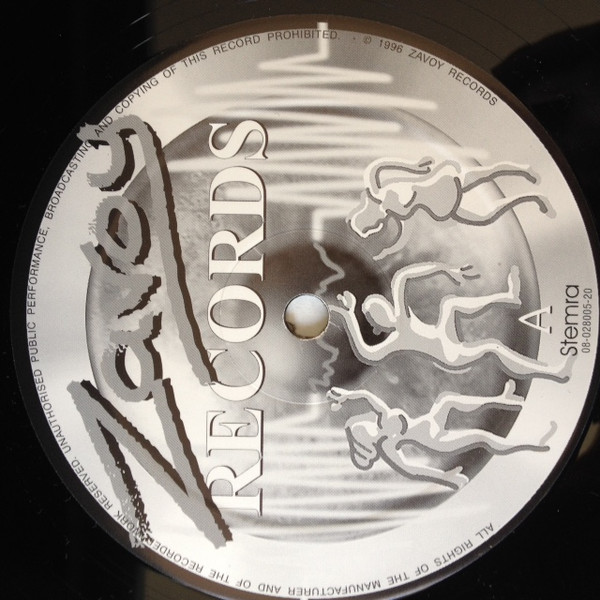 Zavoy
RECORDS
A
Stemra
08-028005-20
ALL RIGHTS OF THE MANUFACTURER AND OF THE RECORDED WORK RESERVED. UNAUTHORISED PUBLIC PERFORMANCE, BROADCASTING AND COPYING OF THIS RECORD PROHIBITED. · © 1996 ZAVOY RECORDS